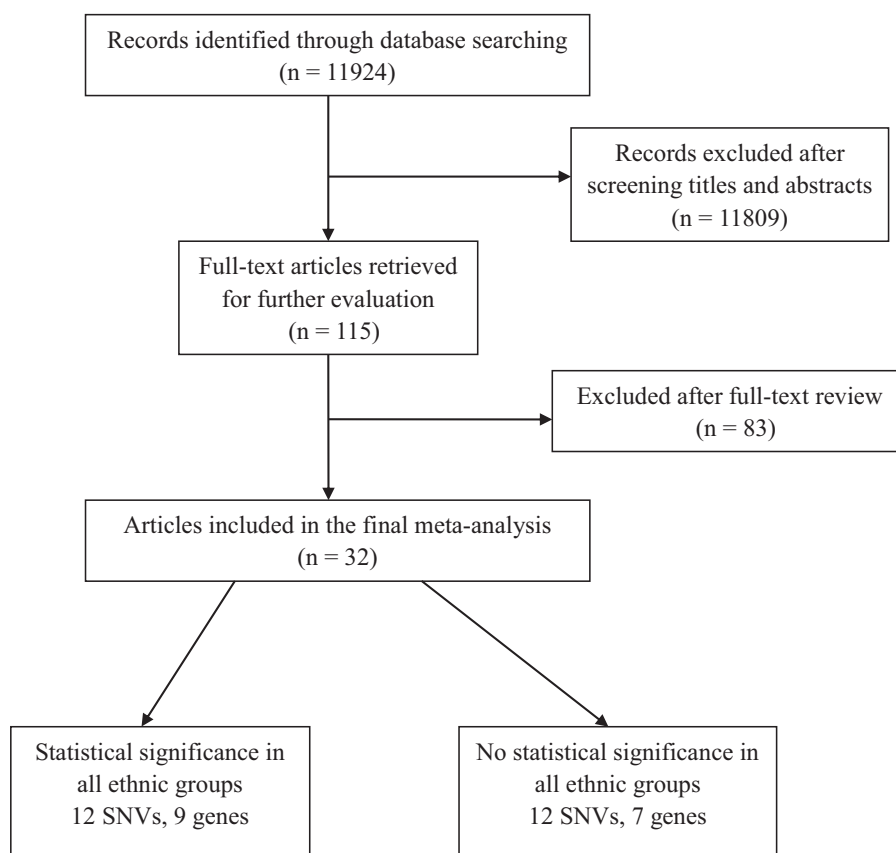 Records identified through database searching
(n = 11924)
Records excluded after
screening titles and abstracts
(n = 11809)
Full-text articles retrieved
for further evaluation
(n = 115)
Excluded after full-text review
(n = 83)
Articles included in the final meta-analysis
(n = 32)
Statistical significance in
all ethnic groups
12 SNVs, 9 genes
No statistical significance in
all ethnic groups
12 SNVs, 7 genes